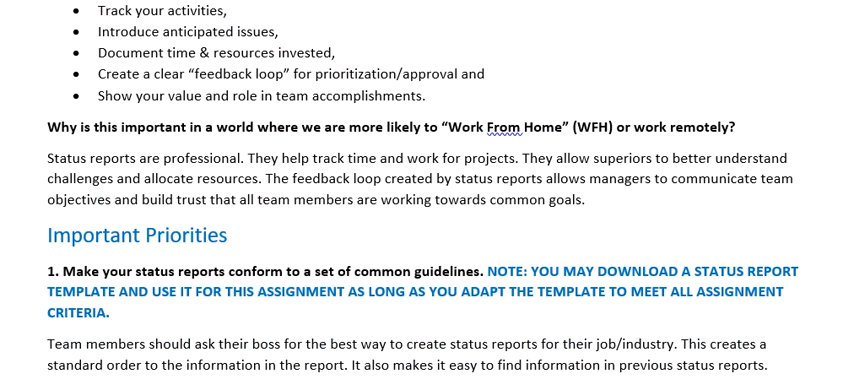 • Track your activities,
• Introduce anticipated issues,
• Document time & resources invested,
• Create a clear “feedback loop” for prioritization/approval and
• Show your value and role in team accomplishments.
Why is this important in a world where we are more likely to “Work From Home” (WFH) or work remotely?
Status reports are professional. They help track time and work for projects. They allow superiors to better understand
challenges and allocate resources. The feedback loop created by status reports allows managers to communicate team
objectives and build trust that all team members are working towards common goals.
Important Priorities
1. Make your status reports conform to a set of common guidelines. NOTE: YOU MAY DOWNLOAD A STATUS REPORT
TEMPLATE AND USE IT FOR THIS ASSIGNMENT AS LONG AS YOU ADAPT THE TEMPLATE TO MEET ALL ASSIGNMENT
CRITERIA.
Team members should ask their boss for the best way to create status reports for their job/industry. This creates a
standard order to the information in the report. It also makes it easy to find information in previous status reports.